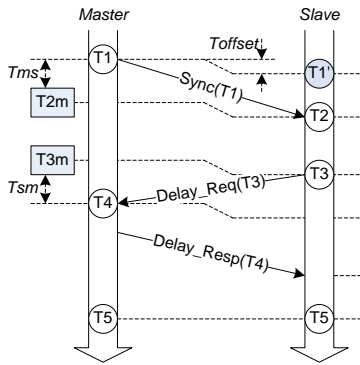 Master
Slave
Toffset
T1
T1'
Tms
Sync(T1)
T2m
T2
T3m
T3
Tsm
Delay_Req(T3)
T4
Delay_Resp(T4)
T5
T5